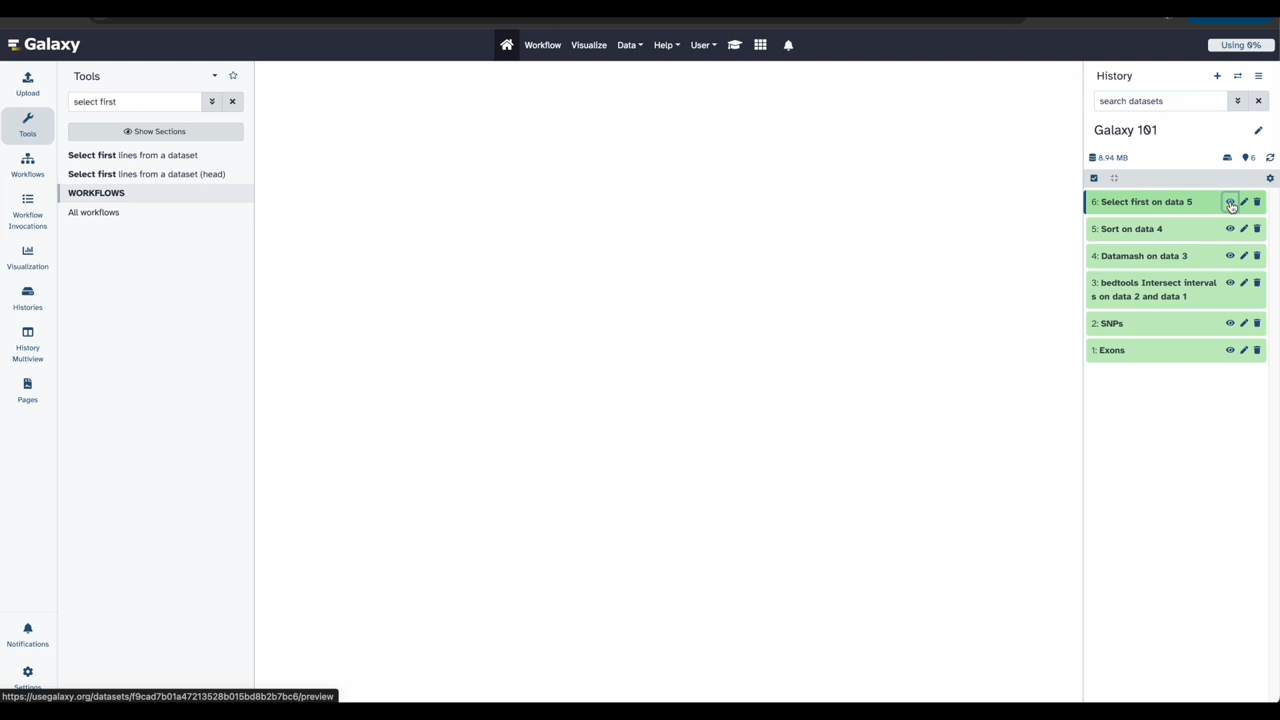 Galaxy
Workflow Visualize Data Help User
Using 0%
Upload
Tools
Workflows
Workflow
Invocations
Visualization
Histories
History
Multiview
Pages
Notifications
Settings
Tools
select first
Show Sections
Select first lines from a dataset
Select first lines from a dataset (head)
WORKFLOWS
All workflows
History
search datasets
Galaxy 101
8.94 MB 6
6: Select first on data 5
5: Sort on data 4
4: Datamash on data 3
3: bedtools Intersect interval
s on data 2 and data 1
2: SNPs
1: Exons
https://usegalaxy.org/datasets/f9cad7b01a47213528b015bd8b2b7bc6/preview